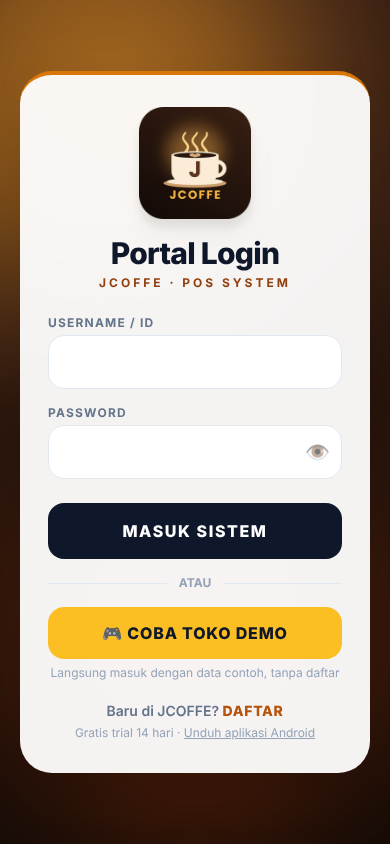 J
JCOFFE
Portal Login
JCOFFE · POS SYSTEM
USERNAME / ID
PASSWORD
MASUK SISTEM
ATAU
🎮 COBA TOKO DEMO
Langsung masuk dengan data contoh, tanpa daftar
Baru di JCOFFE? DAFTAR
Gratis trial 14 hari · Unduh aplikasi Android